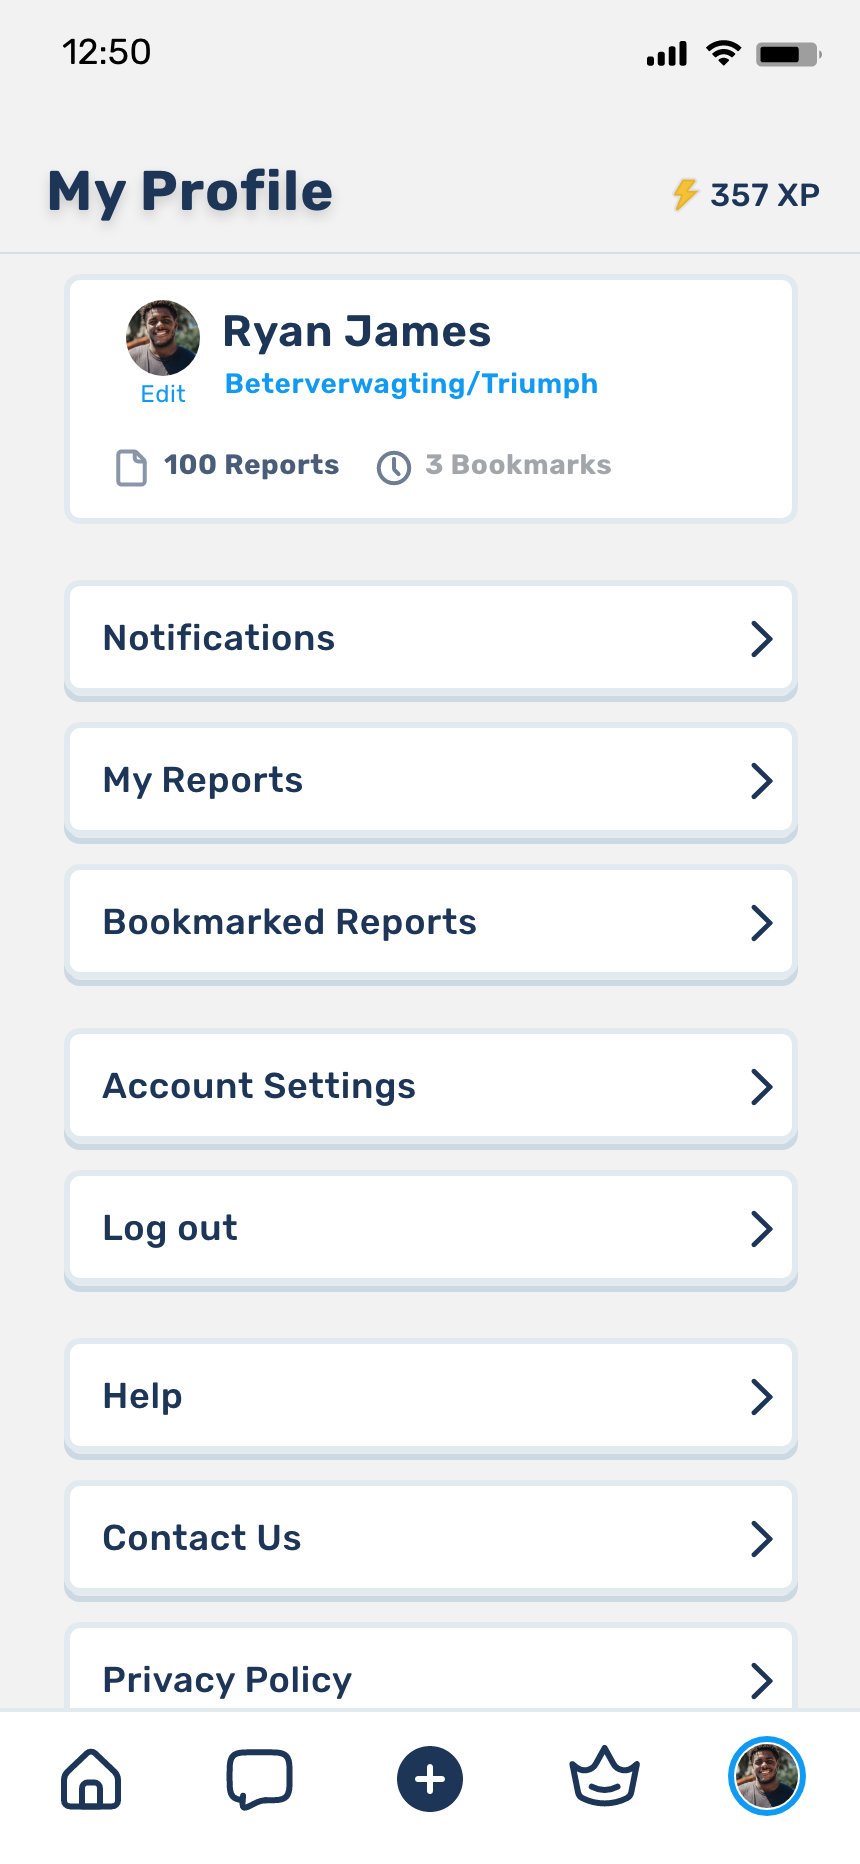 12:50
My Profile
357 XP
Ryan James
Edit
Beterverwagting/Triumph
100 Reports
3 Bookmarks
Notifications
My Reports
Bookmarked Reports
Account Settings
Log out
Help
Contact Us
Privacy Policy